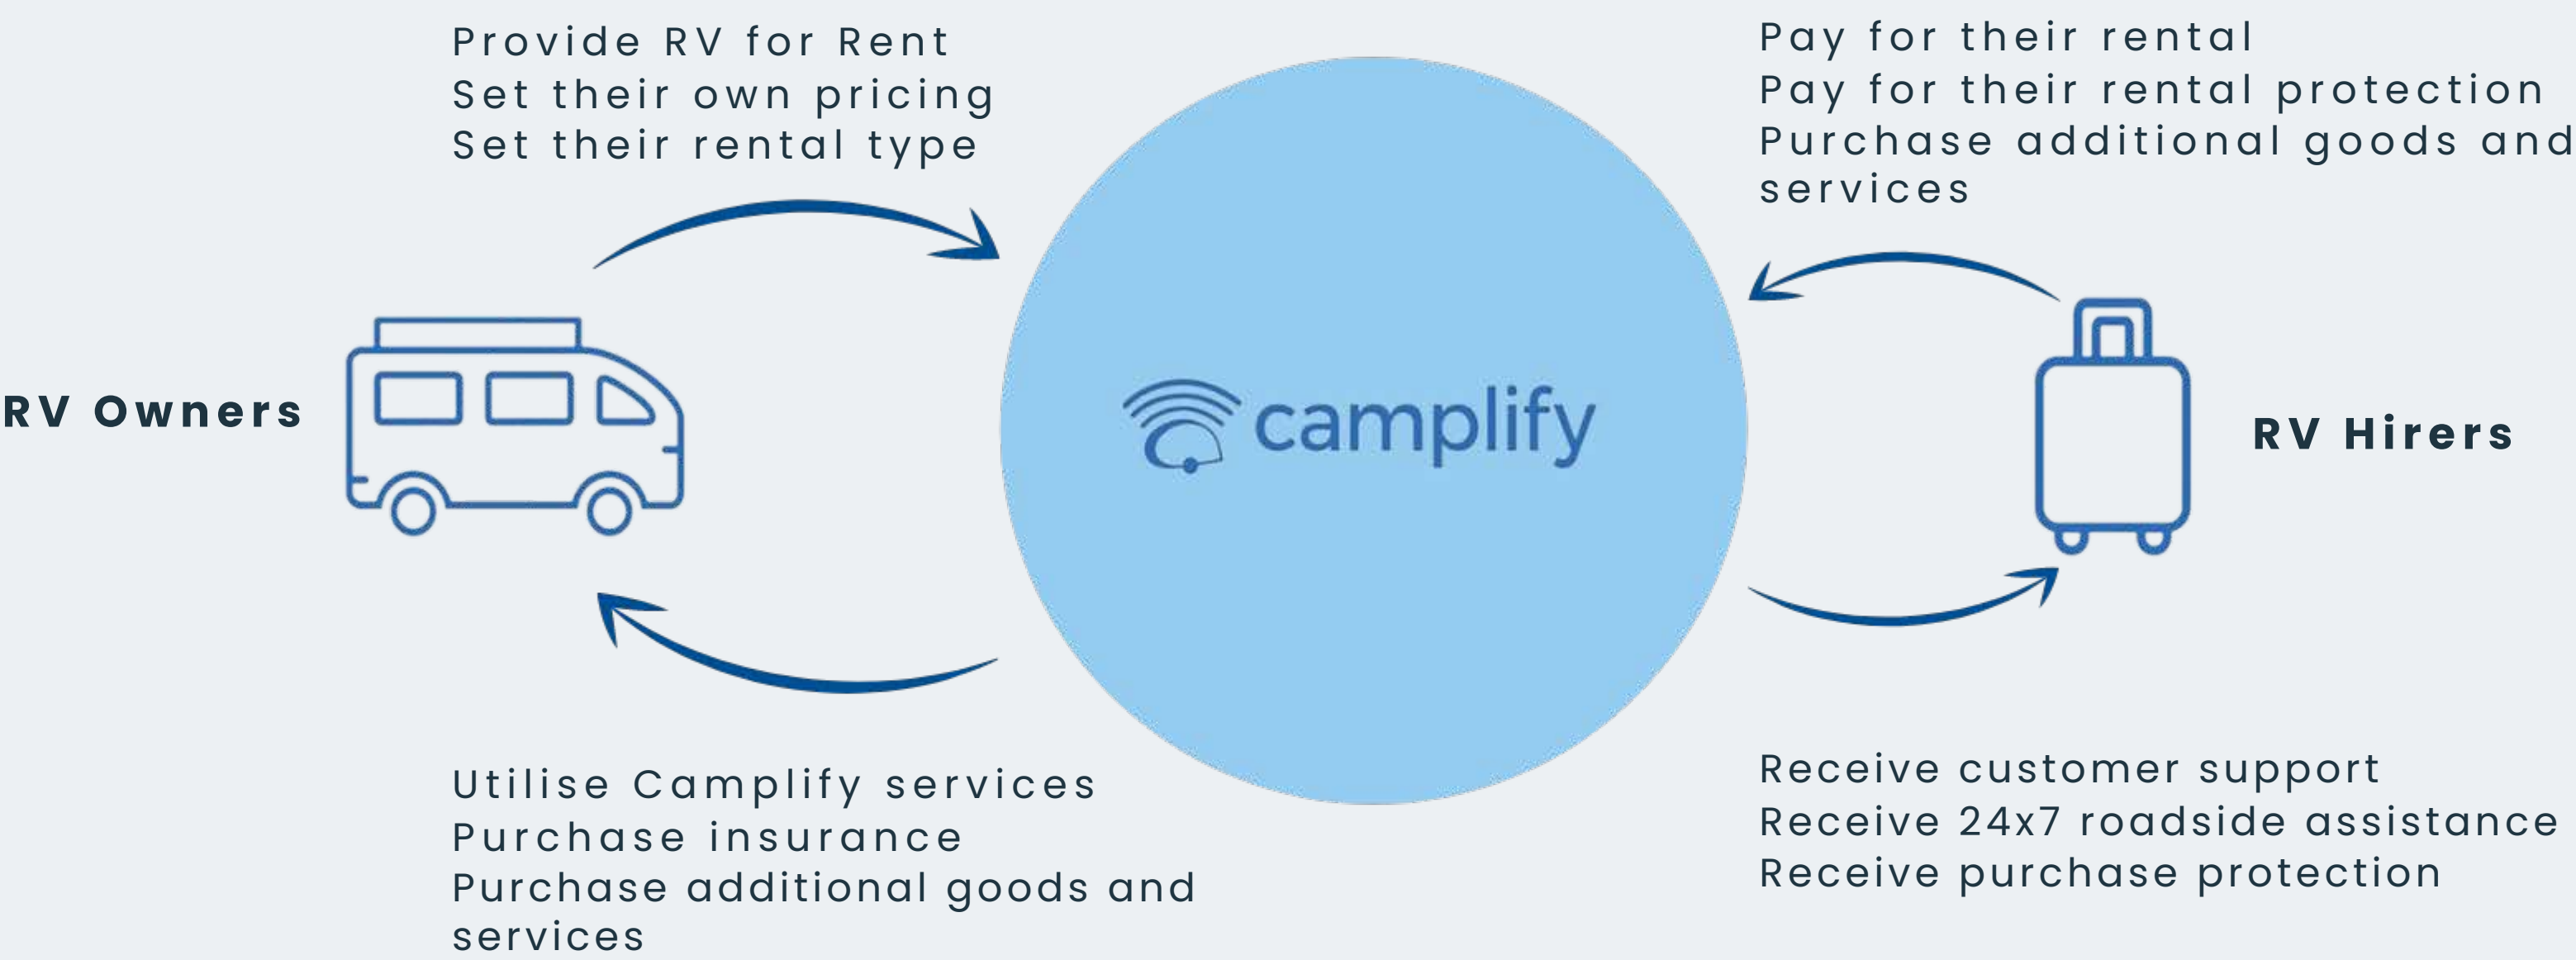 Provide RV for Rent
Set their own pricing
Set their rental type
Pay for their rental
Pay for their rental protection
Purchase additional goods and
services
RV Owners
camplify
RV Hirers
Utilise Camplify services
Purchase insurance
Purchase additional goods and
services
Receive customer support
Receive 24x7 roadside assistance
Receive purchase protection